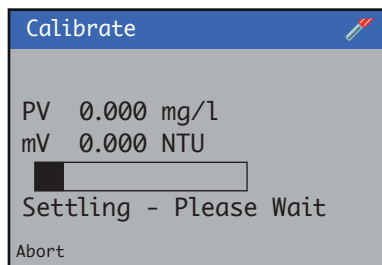 Calibrate
PV 0.000 mg/l
mV 0.000 NTU
Settling - Please Wait
Abort